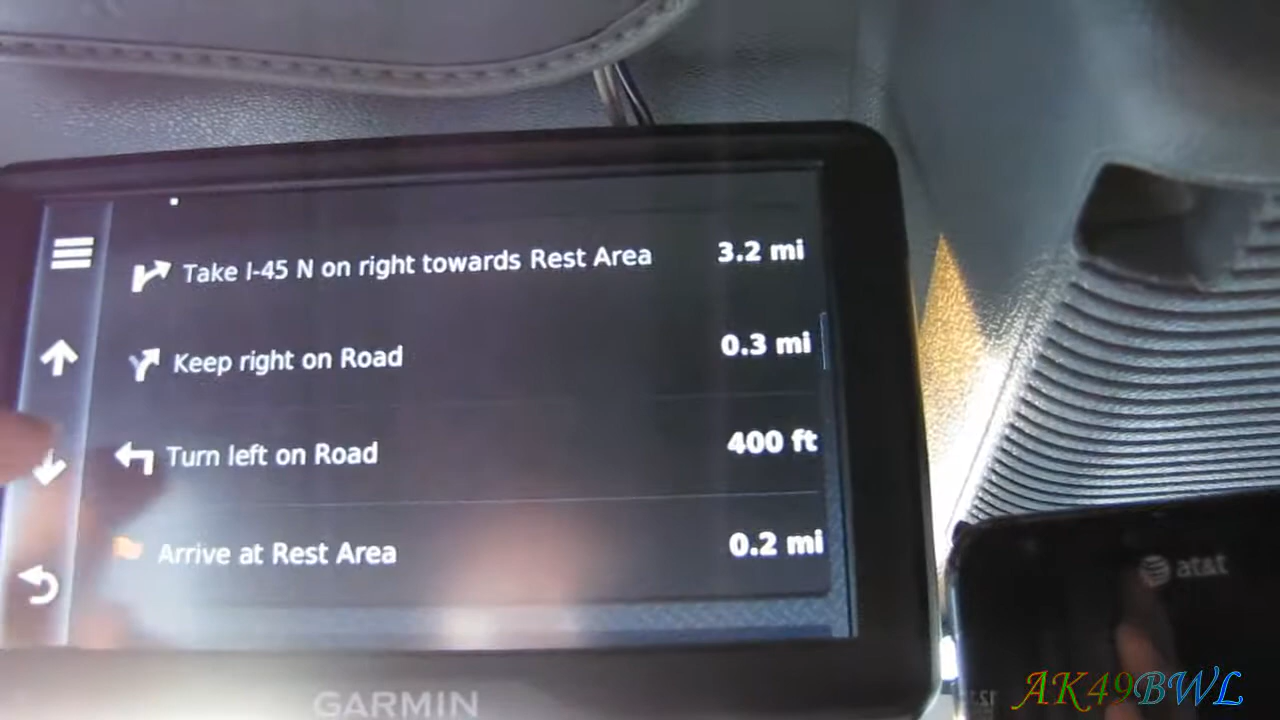 Take I-45 N on right towards Rest Area 3.2 mi
Keep right on Road 0.3 mi
Turn left on Road 400 ft
Arrive at Rest Area 0.2 mi
GARMIN
at&t
AK49BWL